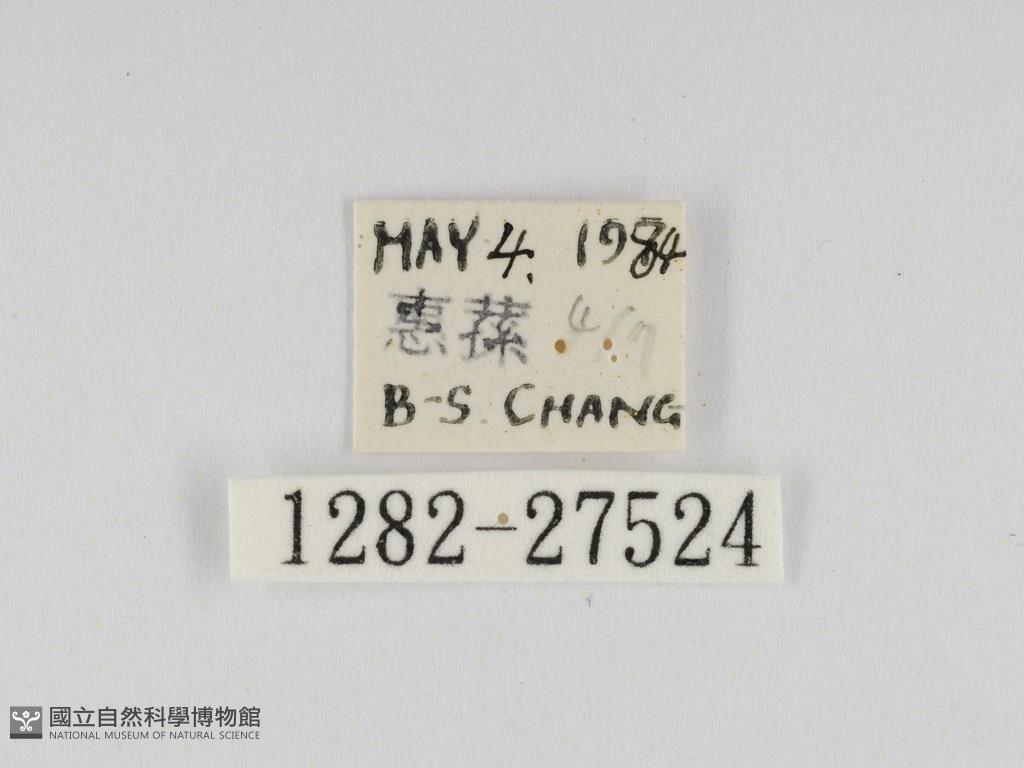 MAY 4. 1984
惠蓀
B-S. CHANG
1282-27524
國立自然科學博物館
NATIONAL MUSEUM OF NATURAL SCIENCE